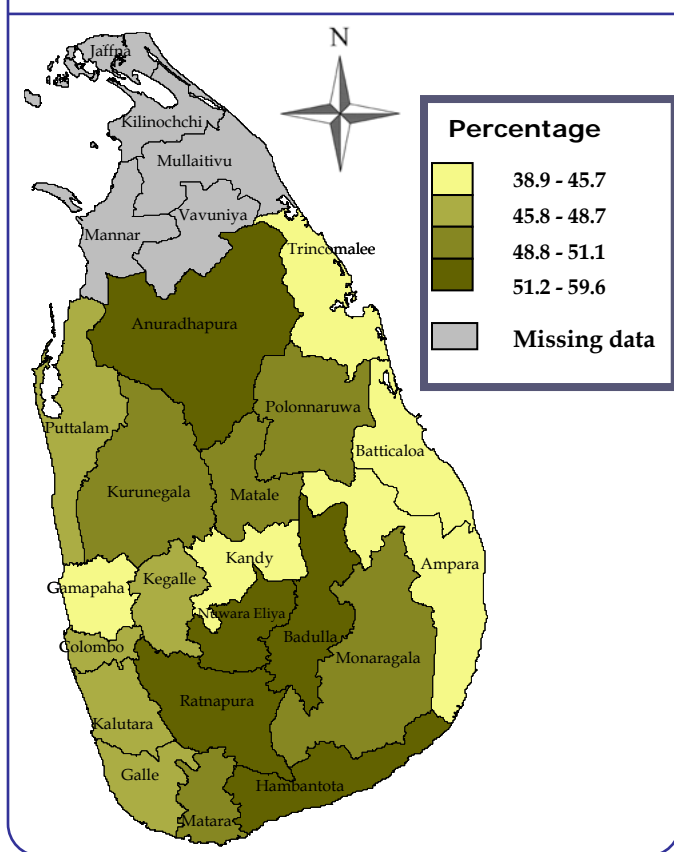 Jaffna
N
Kilinochchi
Percentage
Mullaitivu
38.9 - 45.7
45.8 - 48.7
Vavuniya
Mannar
48.8 - 51.1
Trincomalee
51.2 - 59.6
Anuradhapura
Missing data
Polonnaruwa
Puttalam
Batticaloa
Kurunegala
Matale
Kandy
Ampara
Kegalle
Gamapaha
Nuwara Eliya
Badulla
Colombo
Monaragala
Ratnapura
Kalutara
Galle
Hambantota
Matara